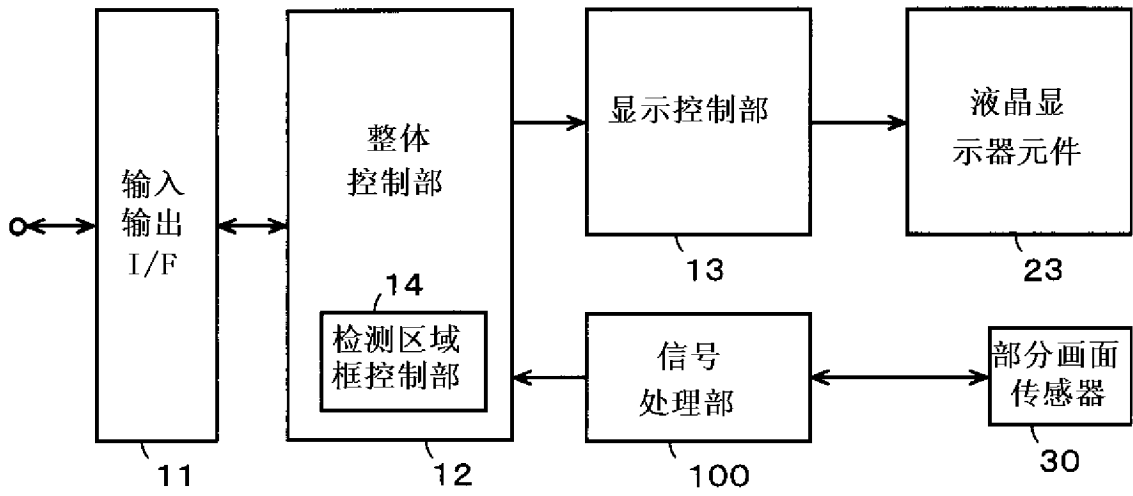 输入
输出
I/F
11
整体
控制部
14
检测区域
框控制部
12
显示控制部
13
液晶显
示器元件
23
信号
处理部
100
部分画面
传感器
30